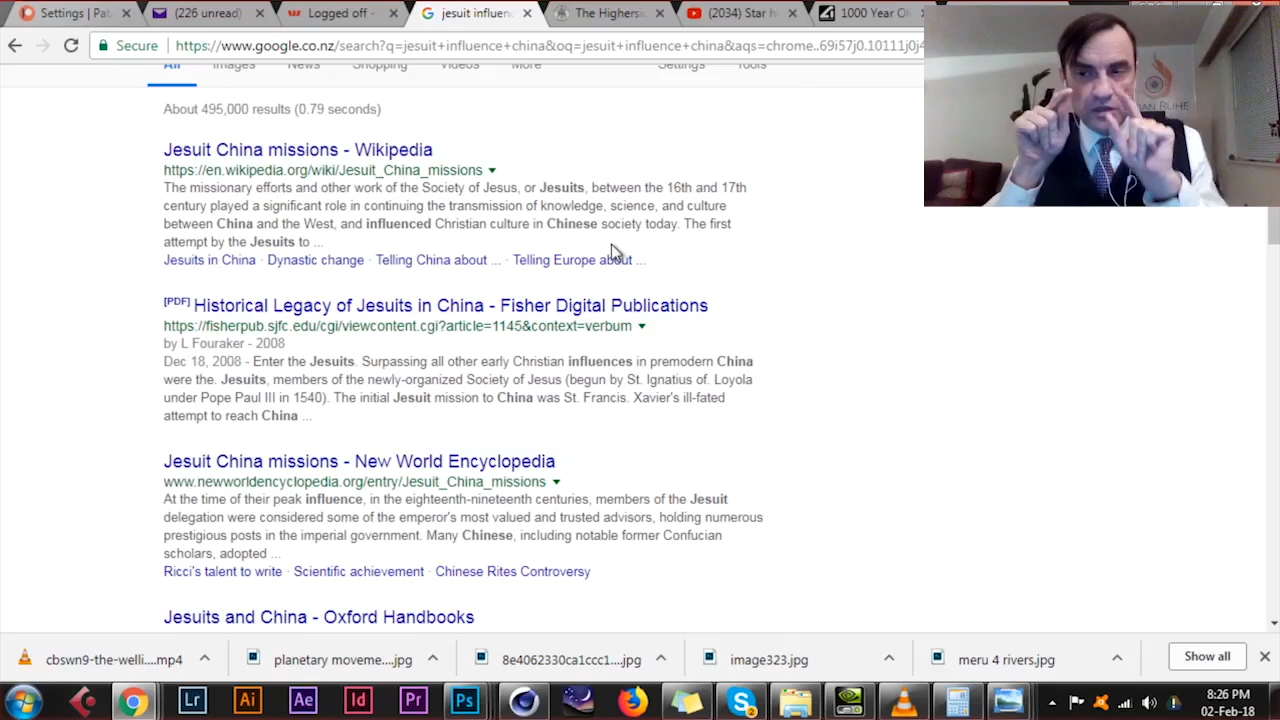 Settings | Pat
(226 unread)
Logged off -
jesuit influenc
The Highersi
(2034) Star h
1000 Year Ol
Secure
https://www.google.co.nz/search?q=jesuit+influence+china&oq=jesuit+influence+china&aqs=chrome..69i57j0.10111j0j4
All Images News Shopping Videos More Settings Tools
About 495,000 results (0.79 seconds)
Jesuit China missions - Wikipedia
https://en.wikipedia.org/wiki/Jesuit_China_missions
The missionary efforts and other work of the Society of Jesus, or Jesuits, between the 16th and 17th
century played a significant role in continuing the transmission of knowledge, science, and culture
between China and the West, and influenced Christian culture in Chinese society today. The first
attempt by the Jesuits to ...
Jesuits in China · Dynastic change · Telling China about ... · Telling Europe about ...
[PDF] Historical Legacy of Jesuits in China - Fisher Digital Publications
https://fisherpub.sjfc.edu/cgi/viewcontent.cgi?article=1145&context=verbum
by L Fouraker - 2008
Dec 18, 2008 - Enter the Jesuits. Surpassing all other early Christian influences in premodern China
were the. Jesuits, members of the newly-organized Society of Jesus (begun by St. Ignatius of. Loyola
under Pope Paul III in 1540). The initial Jesuit mission to China was St. Francis. Xavier's ill-fated
attempt to reach China ...
Jesuit China missions - New World Encyclopedia
www.newworldencyclopedia.org/entry/Jesuit_China_missions
At the time of their peak influence, in the eighteenth-nineteenth centuries, members of the Jesuit
delegation were considered some of the emperor's most valued and trusted advisors, holding numerous
prestigious posts in the imperial government. Many Chinese, including notable former Confucian
scholars, adopted ...
Ricci's talent to write · Scientific achievement · Chinese Rites Controversy
Jesuits and China - Oxford Handbooks
cbswn9-the-welli....mp4
planetary moveme....jpg
8e4062330ca1ccc1....jpg
image323.jpg
meru 4 rivers.jpg
Show all
Lr Ai Ae Id Pr Ps
8:26 PM
02-Feb-18